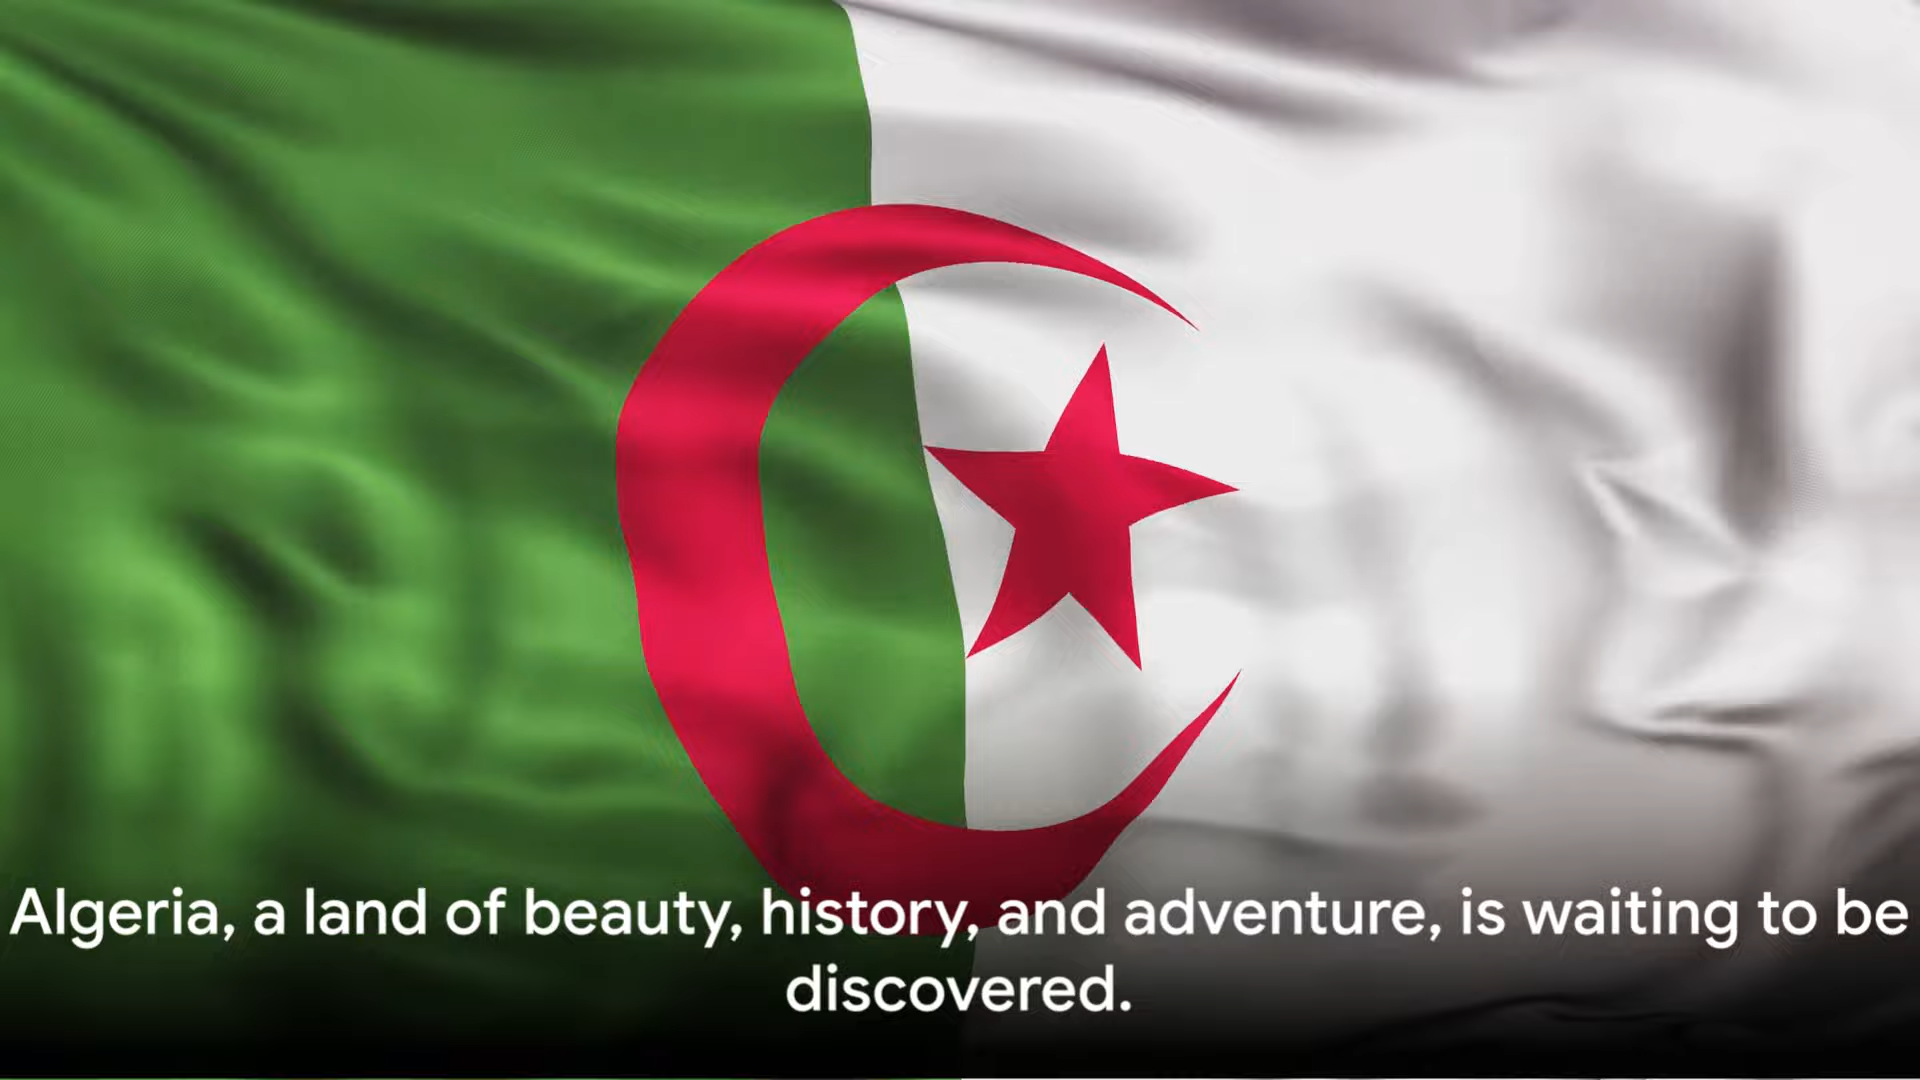 Algeria, a land of beauty, history, and adventure, is waiting to be
discovered.